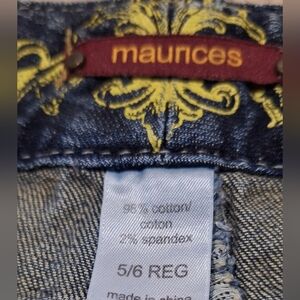 maurices
98% cotton/
coton
2% spandex
5/6 REG
made in china